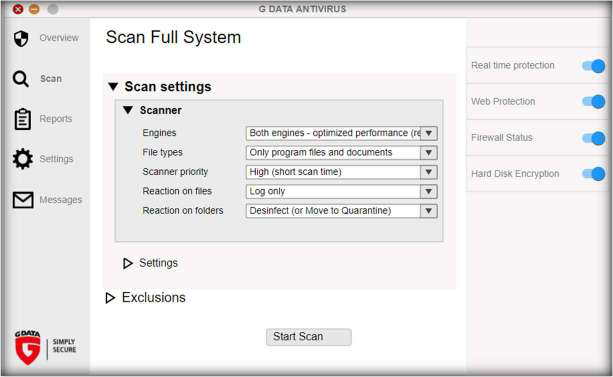 G DATA ANTIVIRUS
Overview
Scan
Reports
Settings
Messages
G DATA
SIMPLY
SECURE
Scan Full System
Scan settings
Scanner
Engines
Both engines - optimized performance (re
File types
Only program files and documents
Scanner priority
High (short scan time)
Reaction on files
Log only
Reaction on folders
Desinfect (or Move to Quarantine)
Settings
Exclusions
Start Scan
Real time protection
Web Protection
Firewall Status
Hard Disk Encryption